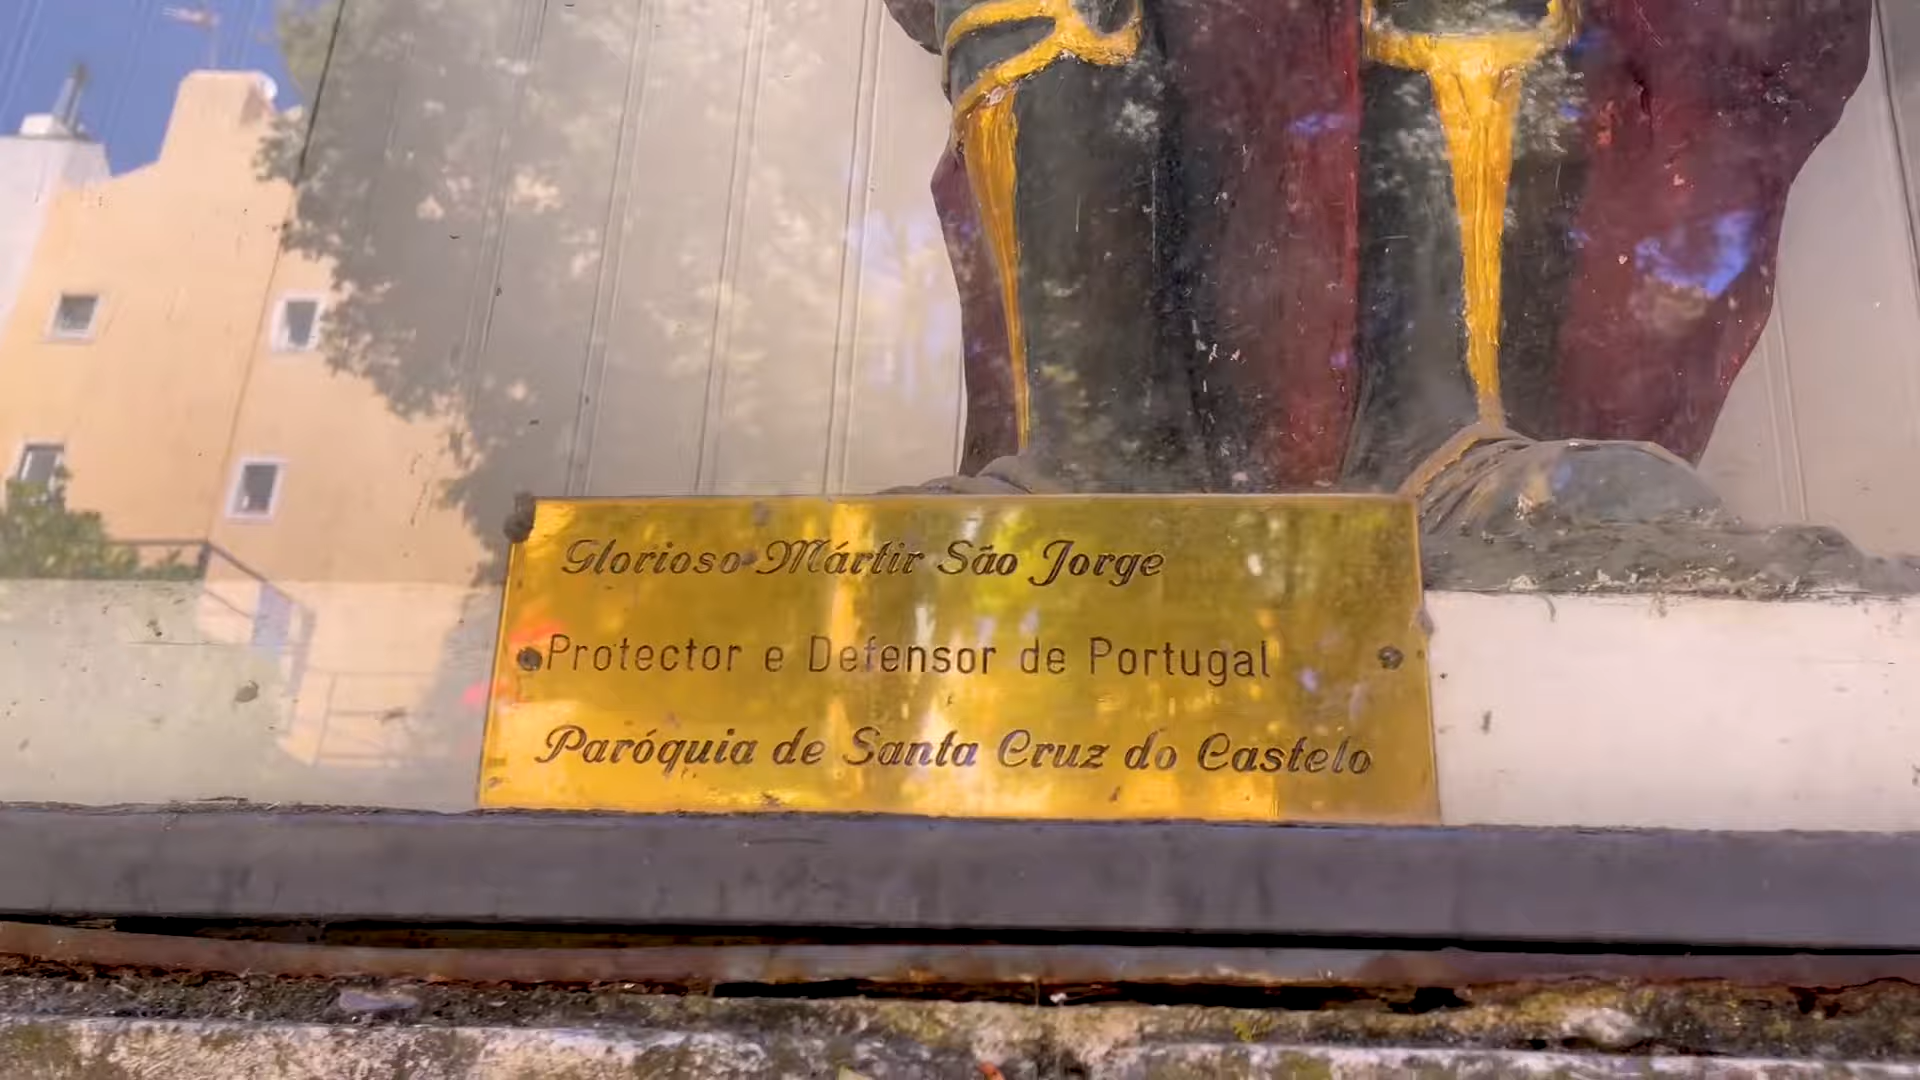 Glorioso Mártir São Jorge
Protector e Defensor de Portugal
Paróquia de Santa Cruz do Castelo